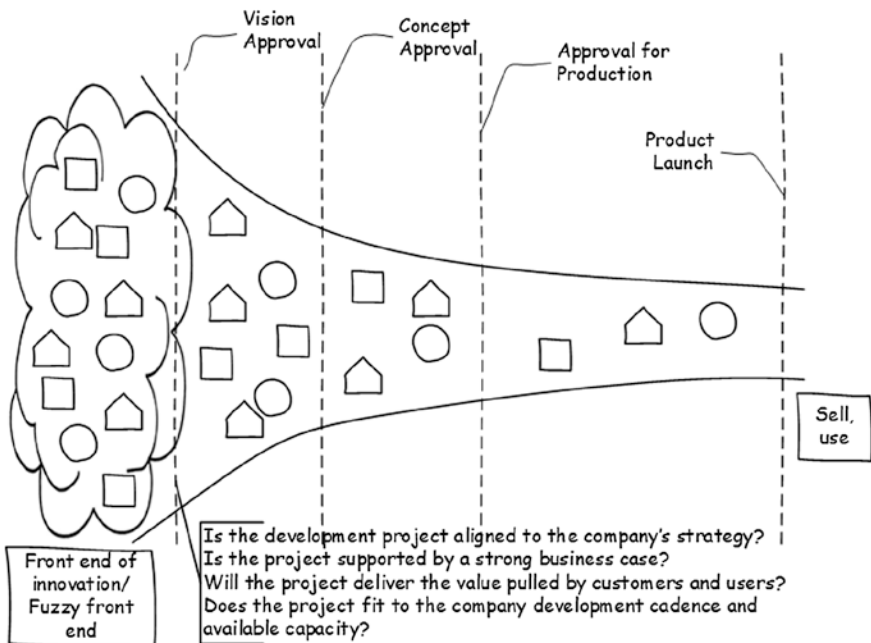 Vision
Approval
Concept
Approval
Approval for
Production
Product
Launch
Sell,
use
Front end of
innovation/
Fuzzy front
end
Is the development project aligned to the company's strategy?
Is the project supported by a strong business case?
Will the project deliver the value pulled by customers and users?
Does the project fit to the company development cadence and
available capacity?